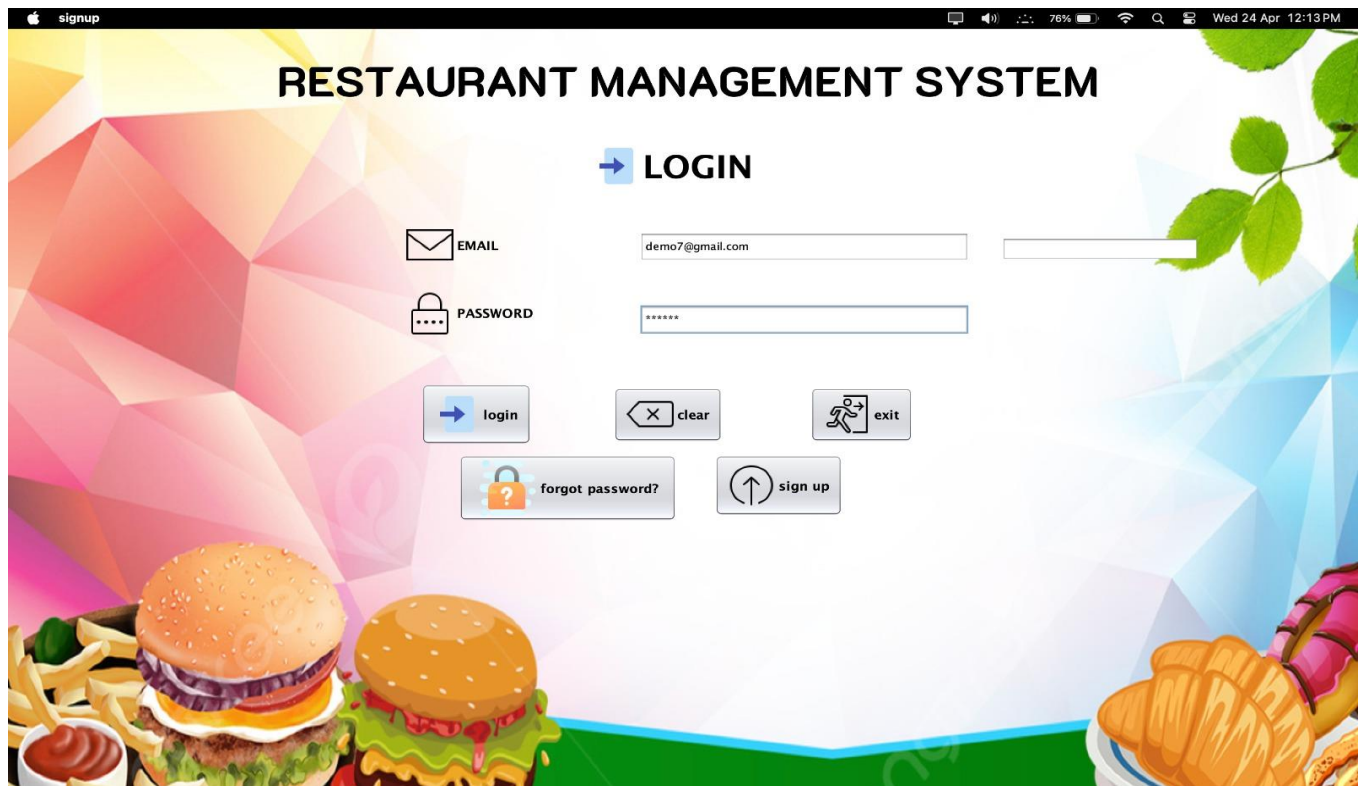 signup
76%
Wed 24 Apr 12:13 PM
RESTAURANT MANAGEMENT SYSTEM
LOGIN
EMAIL
demo7@gmail.com
PASSWORD
******
login
clear
exit
forgot password?
sign up